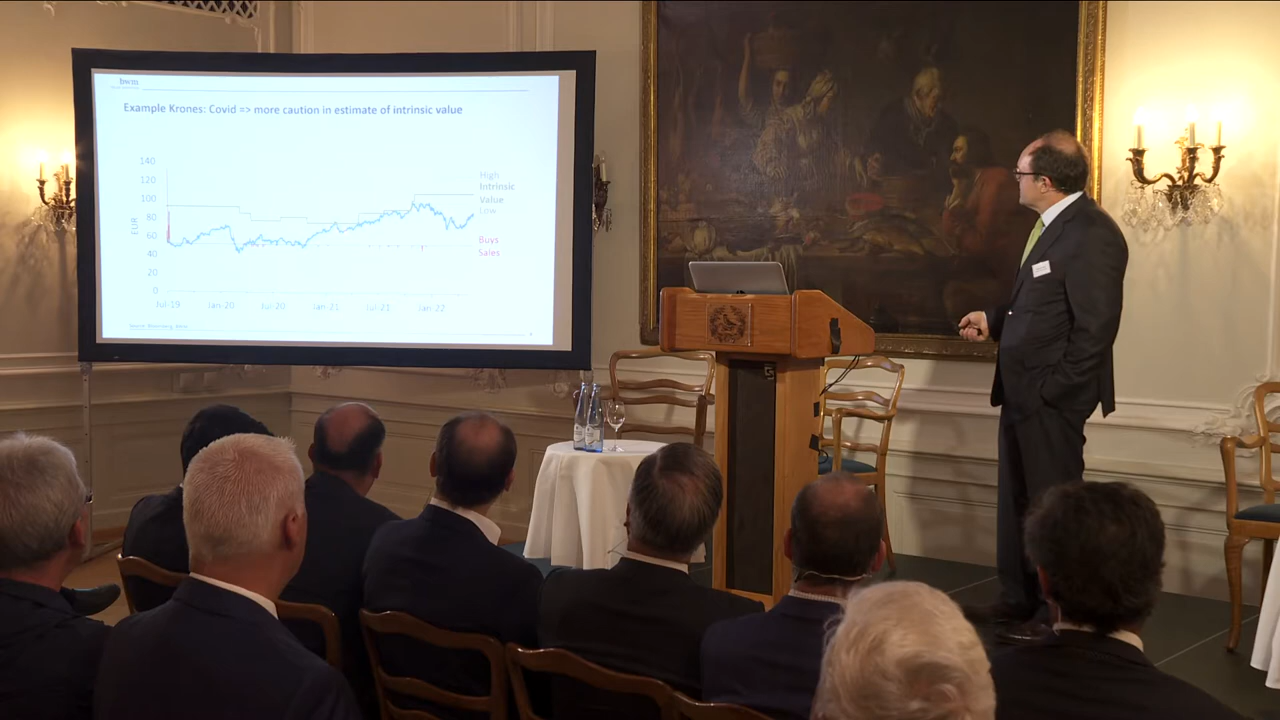 bwm
Example Krones: Covid => more caution in estimate of intrinsic value
140
120
100
80
60
40
20
0
EUR
High
Intrinsic
Value
Low
Buys
Sales
Jul-19
Jan-20
Jul-20
Jan-21
Jul-21
Jan-22